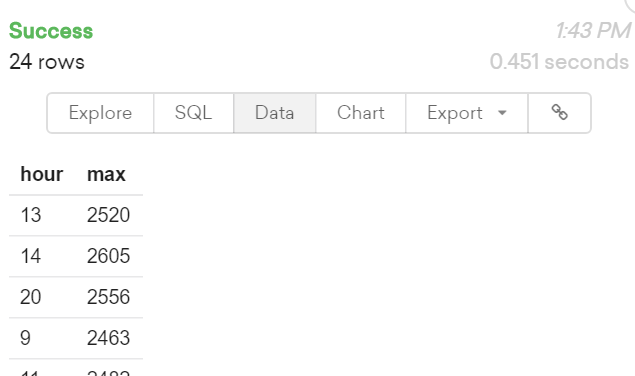 Success 1:43 PM
24 rows 0.451 seconds
Explore SQL Data Chart Export
hour max
13 2520
14 2605
20 2556
9 2463